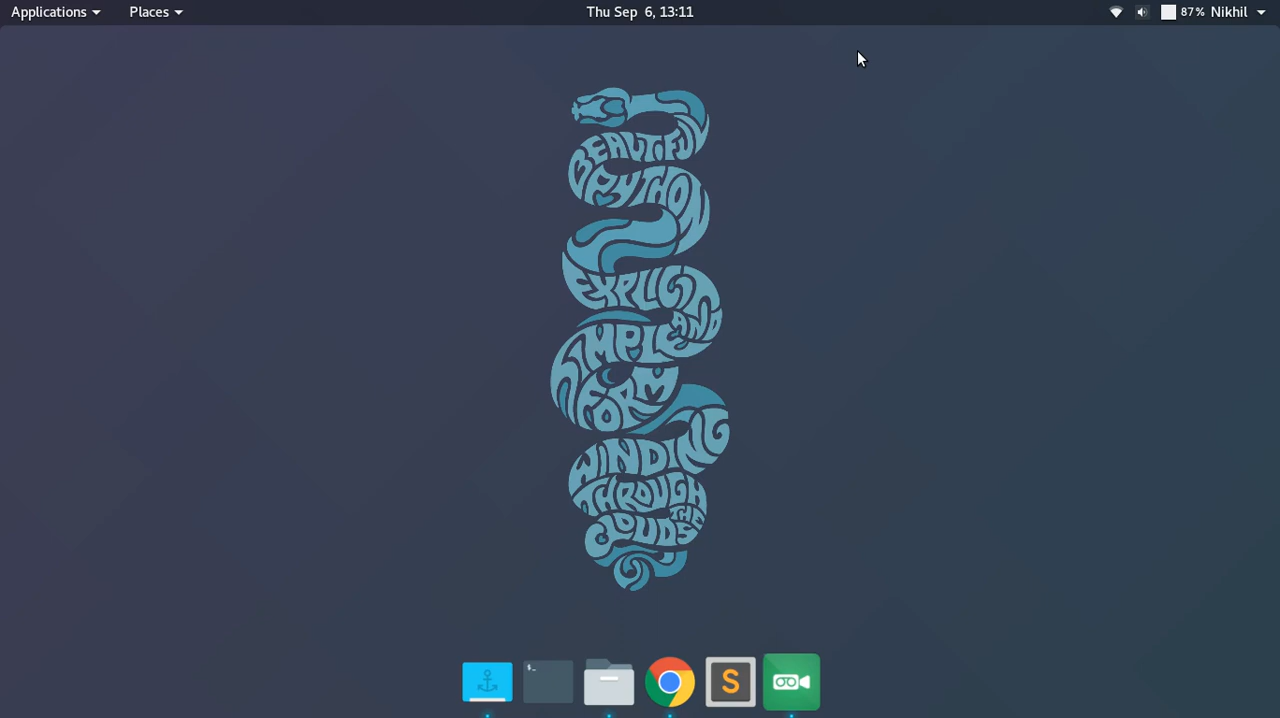 Applications Places Thu Sep 6, 13:11 87% Nikhil
BEAUTIFUL
PYTHON
EXPLICIT
AND
SIMPLE
FORM
WINDING
THROUGH
THE
CLOUDS
$_
S